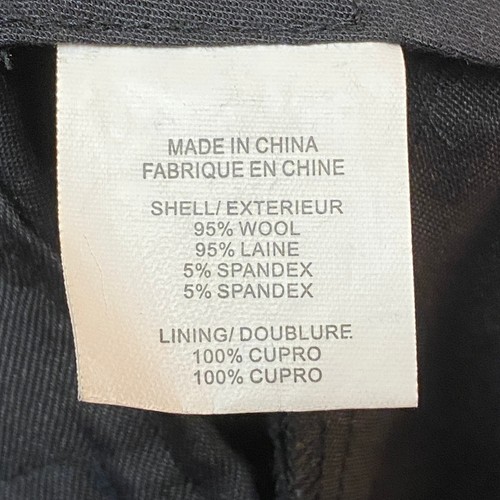 MADE IN CHINA
FABRIQUE EN CHINE
SHELL/ EXTERIEUR
95% WOOL
95% LAINE
5% SPANDEX
5% SPANDEX
LINING/ DOUBLURE
100% CUPRO
100% CUPRO